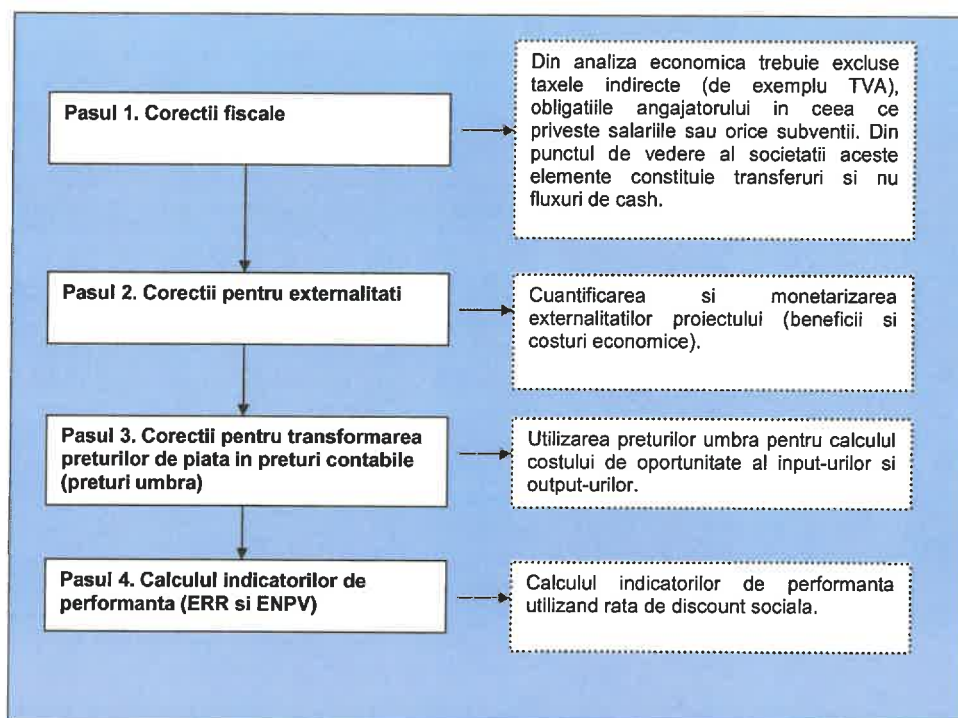 Pasul 1. Corectii fiscale
Din analiza economica trebuie excluse
taxele indirecte (de exemplu TVA),
obligatiile angajatorului in ceea ce
priveste salariile sau orice subventii. Din
punctul de vedere al societatii aceste
elemente constituie transferuri si nu
fluxuri de cash.
Pasul 2. Corectii pentru externalitati
Cuantificarea si monetarizarea
externalitatilor proiectului (beneficii si
costuri economice).
Pasul 3. Corectii pentru transformarea
preturilor de piata in preturi contabile
(preturi umbra)
Utilizarea preturilor umbra pentru calculul
costului de oportunitate al input-urilor si
output-urilor.
Pasul 4. Calculul indicatorilor de
performanta (ERR si ENPV)
Calculul indicatorilor de performanta
utilizand rata de discount sociala.